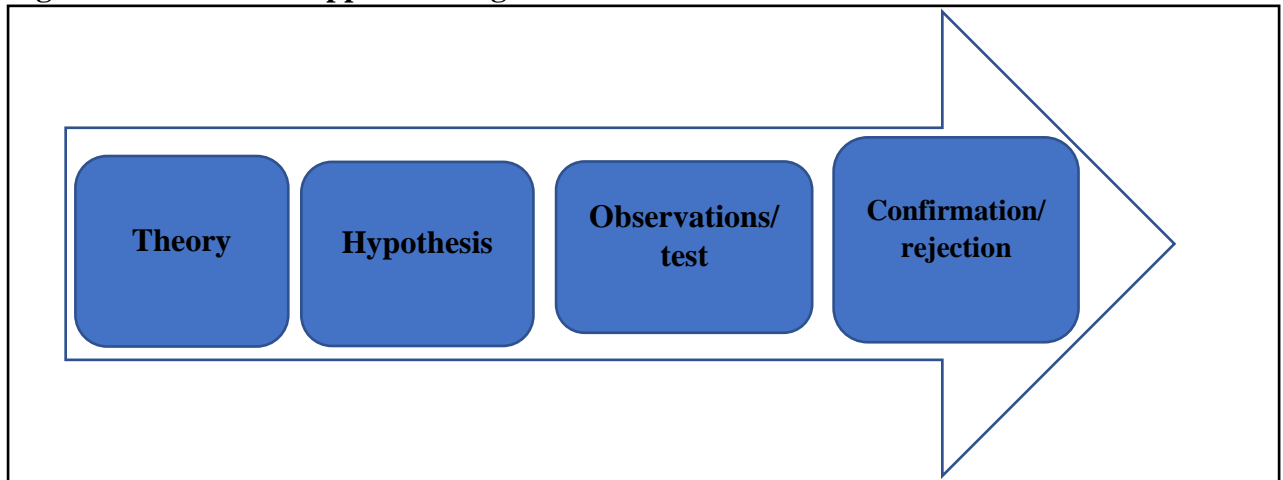 Theory
Hypothesis
Observations/
test
Confirmation/
rejection